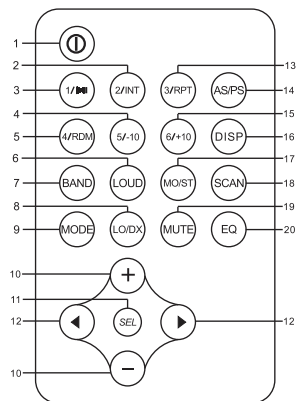 1
2
13
3 1/⏯ 2/INT 3/RPT AS/PS 14
4
15
5 4/RDM 5/-10 6/+10 DISP 16
6
17
7 BAND LOUD MO/ST SCAN 18
8
19
9 MODE LO/DX MUTE EQ 20
10 +
11 SEL
12 ◀ ▶ 12
10 −